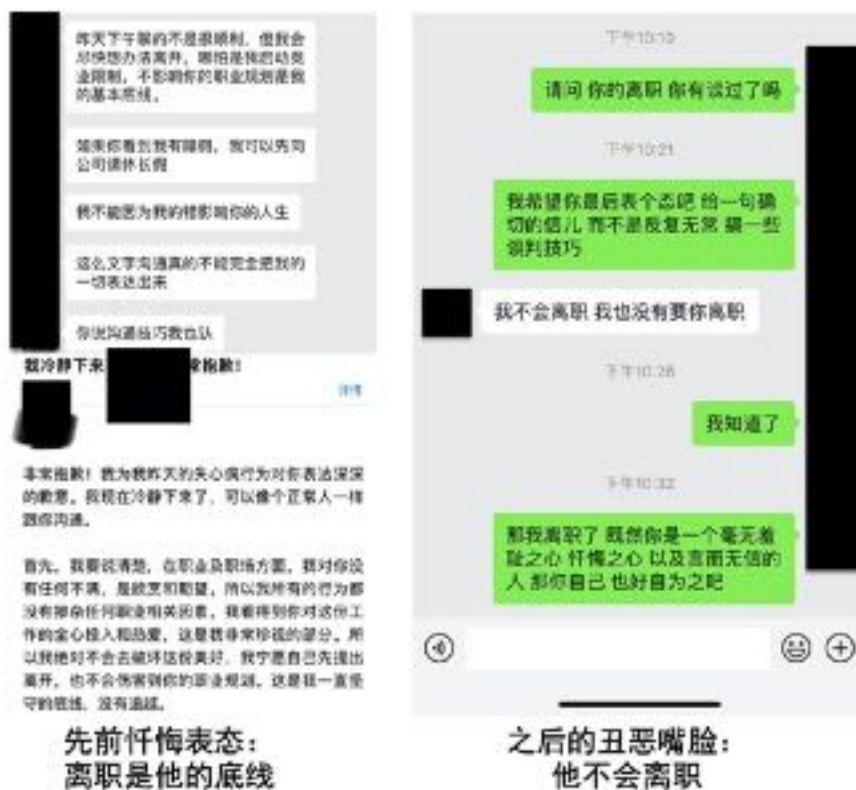 昨天下午聊的不是很顺利，但我会
尽快想办法离开，哪怕是我启动竞
业限制。不影响你的职业规划是我
的基本底线。
如果你看到我有障碍，我可以先向
公司请休长假
我不能因为我的错影响你的人生
这么文字沟通真的不能完全把我的
一切表达出来
你说沟通技巧我也认
我冷静下来
常抱歉！
详情
非常抱歉！我为我昨天的失心疯行为对你表达深深
的歉意。我现在冷静下来了，可以像个正常人一样
跟你沟通。
首先，我要说清楚，在职业及职场方面，我对你没
有任何不满，是欣赏和期望，所以我所有的行为都
没有掺杂任何职业相关因素。我看得到你对这份工
作的全心投入和热爱，这是我非常珍视的部分。所
以我绝对不会去破坏这份美好，我宁愿自己先提出
离开，也不会伤害到你的职业规划。这是我一直坚
守的底线，没有逾越。
先前忏悔表态：
离职是他的底线
下午10:10
请问 你的离职 你有谈过了吗
下午10:21
我希望你最后表个态吧 给一句确
切的信儿 而不是反复无常 搞一些
谈判技巧
我不会离职 我也没有要你离职
下午10:28
我知道了
下午10:32
那我离职了 既然你是一个毫无羞
耻之心 忏悔之心 以及言而无信的
人 那你自己 也好自为之吧
之后的丑恶嘴脸：
他不会离职